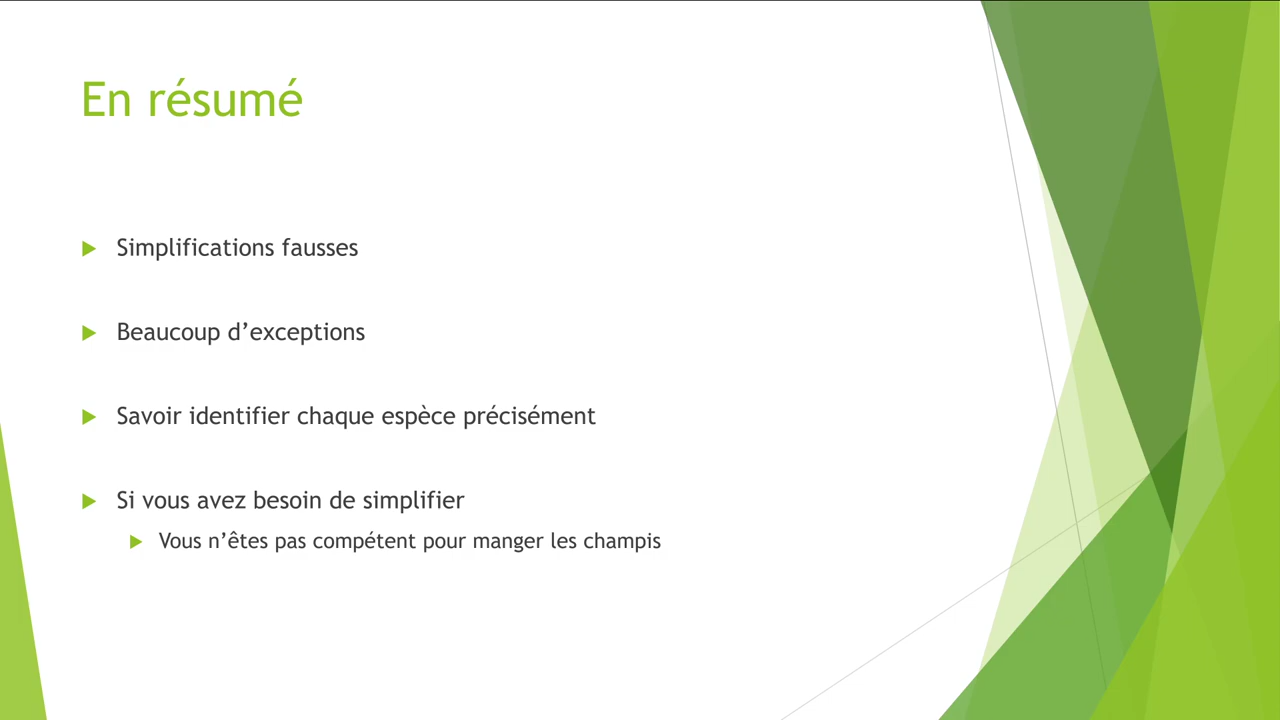 En résumé
Simplifications fausses
Beaucoup d’exceptions
Savoir identifier chaque espèce précisément
Si vous avez besoin de simplifier
Vous n’êtes pas compétent pour manger les champis